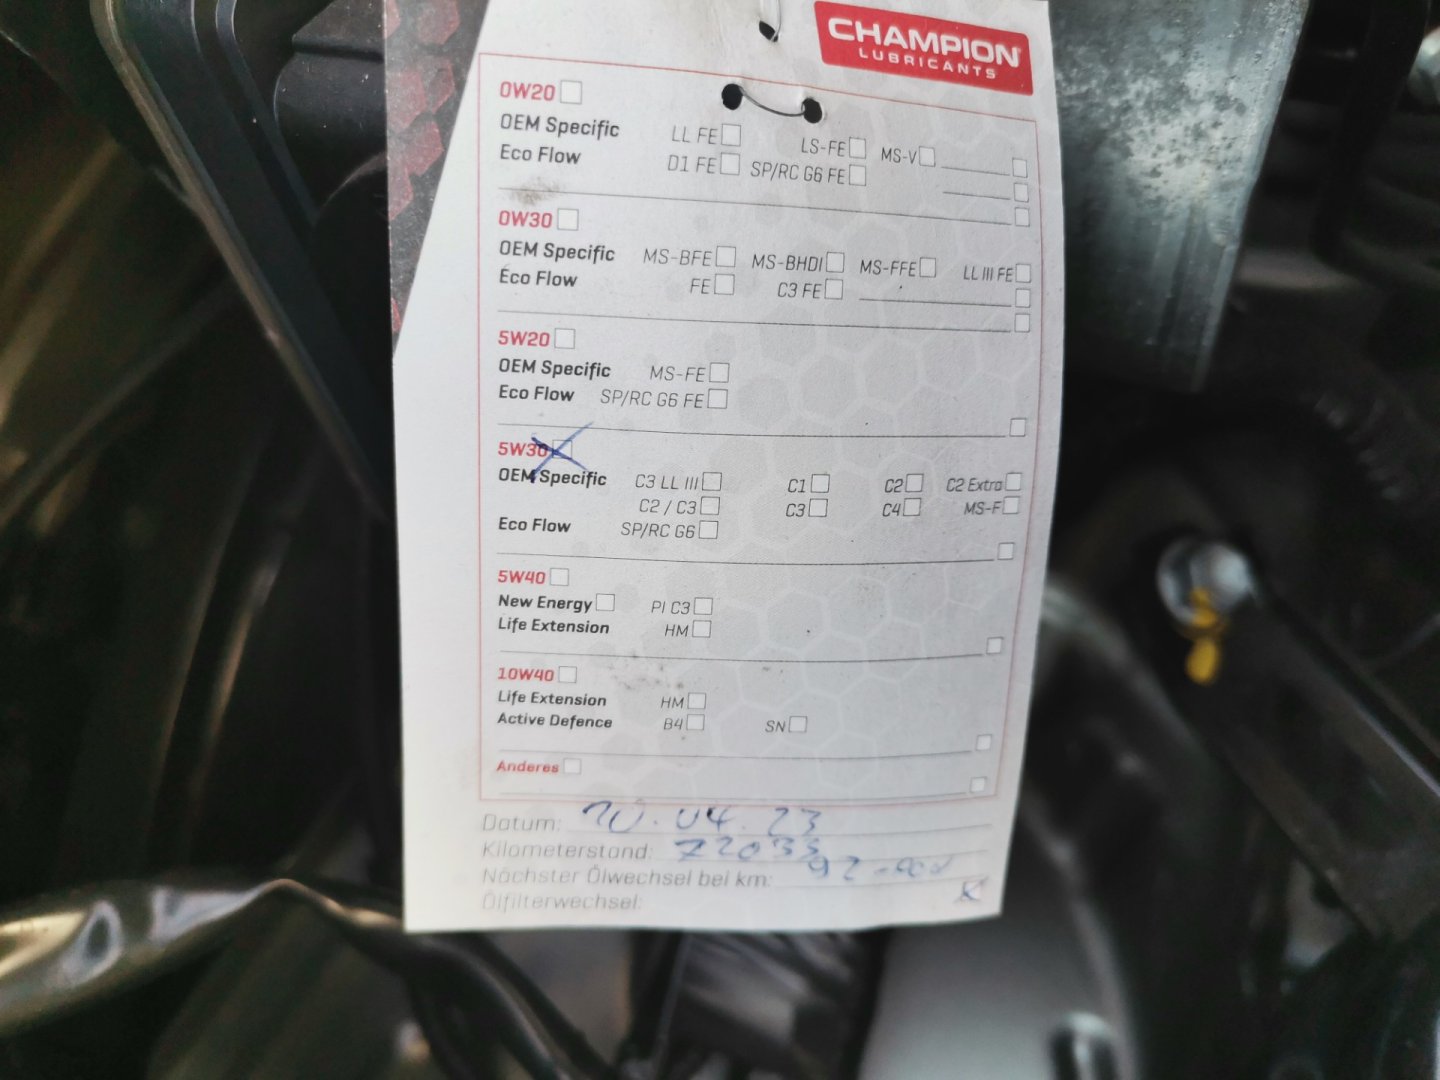 CHAMPION
LUBRICANTS
0W20
OEM Specific LL FE LS-FE MS-V
Eco Flow D1 FE SP/RC G6 FE
0W30
OEM Specific MS-BFE MS-BHDI MS-FFE LL III FE
Eco Flow FE C3 FE
5W20
OEM Specific MS-FE
Eco Flow SP/RC G6 FE
5W30
OEM Specific C3 LL III C1 C2 C2 Extra
C2 / C3 C3 C4 MS-F
Eco Flow SP/RC G6
5W40
New Energy PI C3
Life Extension HM
10W40
Life Extension HM
Active Defence B4 SN
Anderes
Datum: 20.04.23
Kilometerstand:
Nächster Ölwechsel bei km:
Ölfilterwechsel: